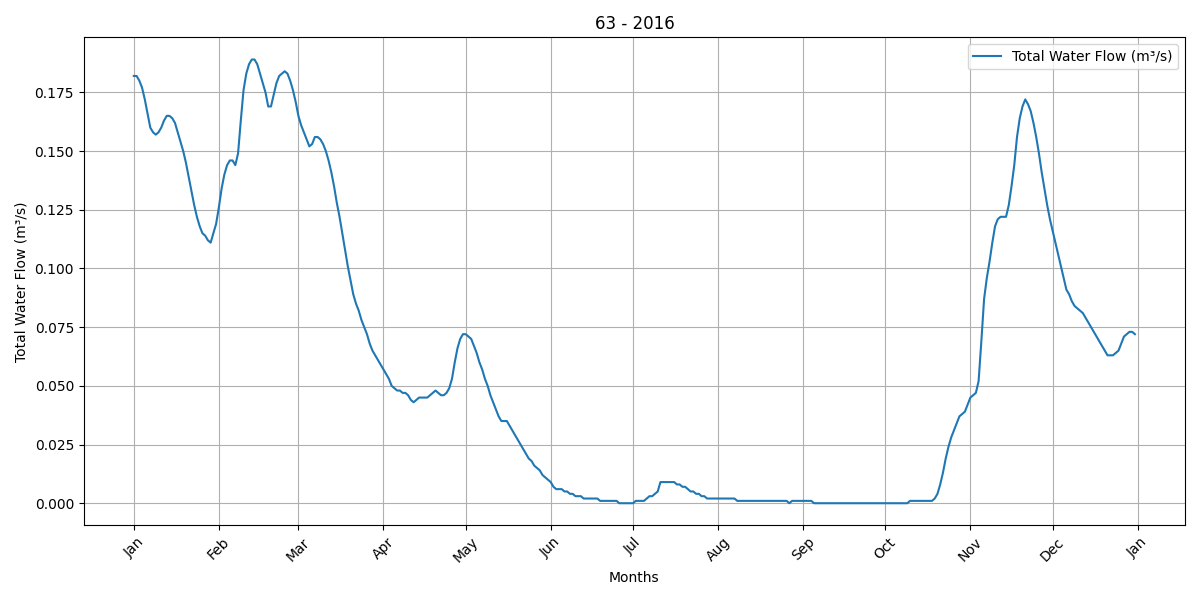 63 - 2016
Total Water Flow (m³/s)
Total Water Flow (m³/s)
0.175
0.150
0.125
0.100
0.075
0.050
0.025
0.000
Jan
Feb
Mar
Apr
May
Jun
Jul
Aug
Sep
Oct
Nov
Dec
Jan
Months